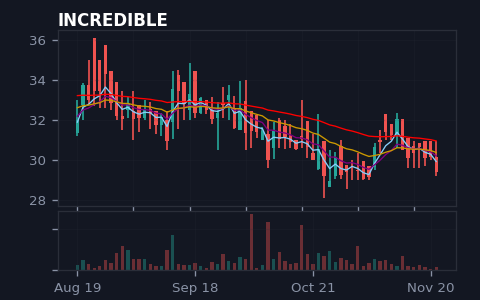 INCREDIBLE
36
34
32
30
28
Aug 19
Sep 18
Oct 21
Nov 20